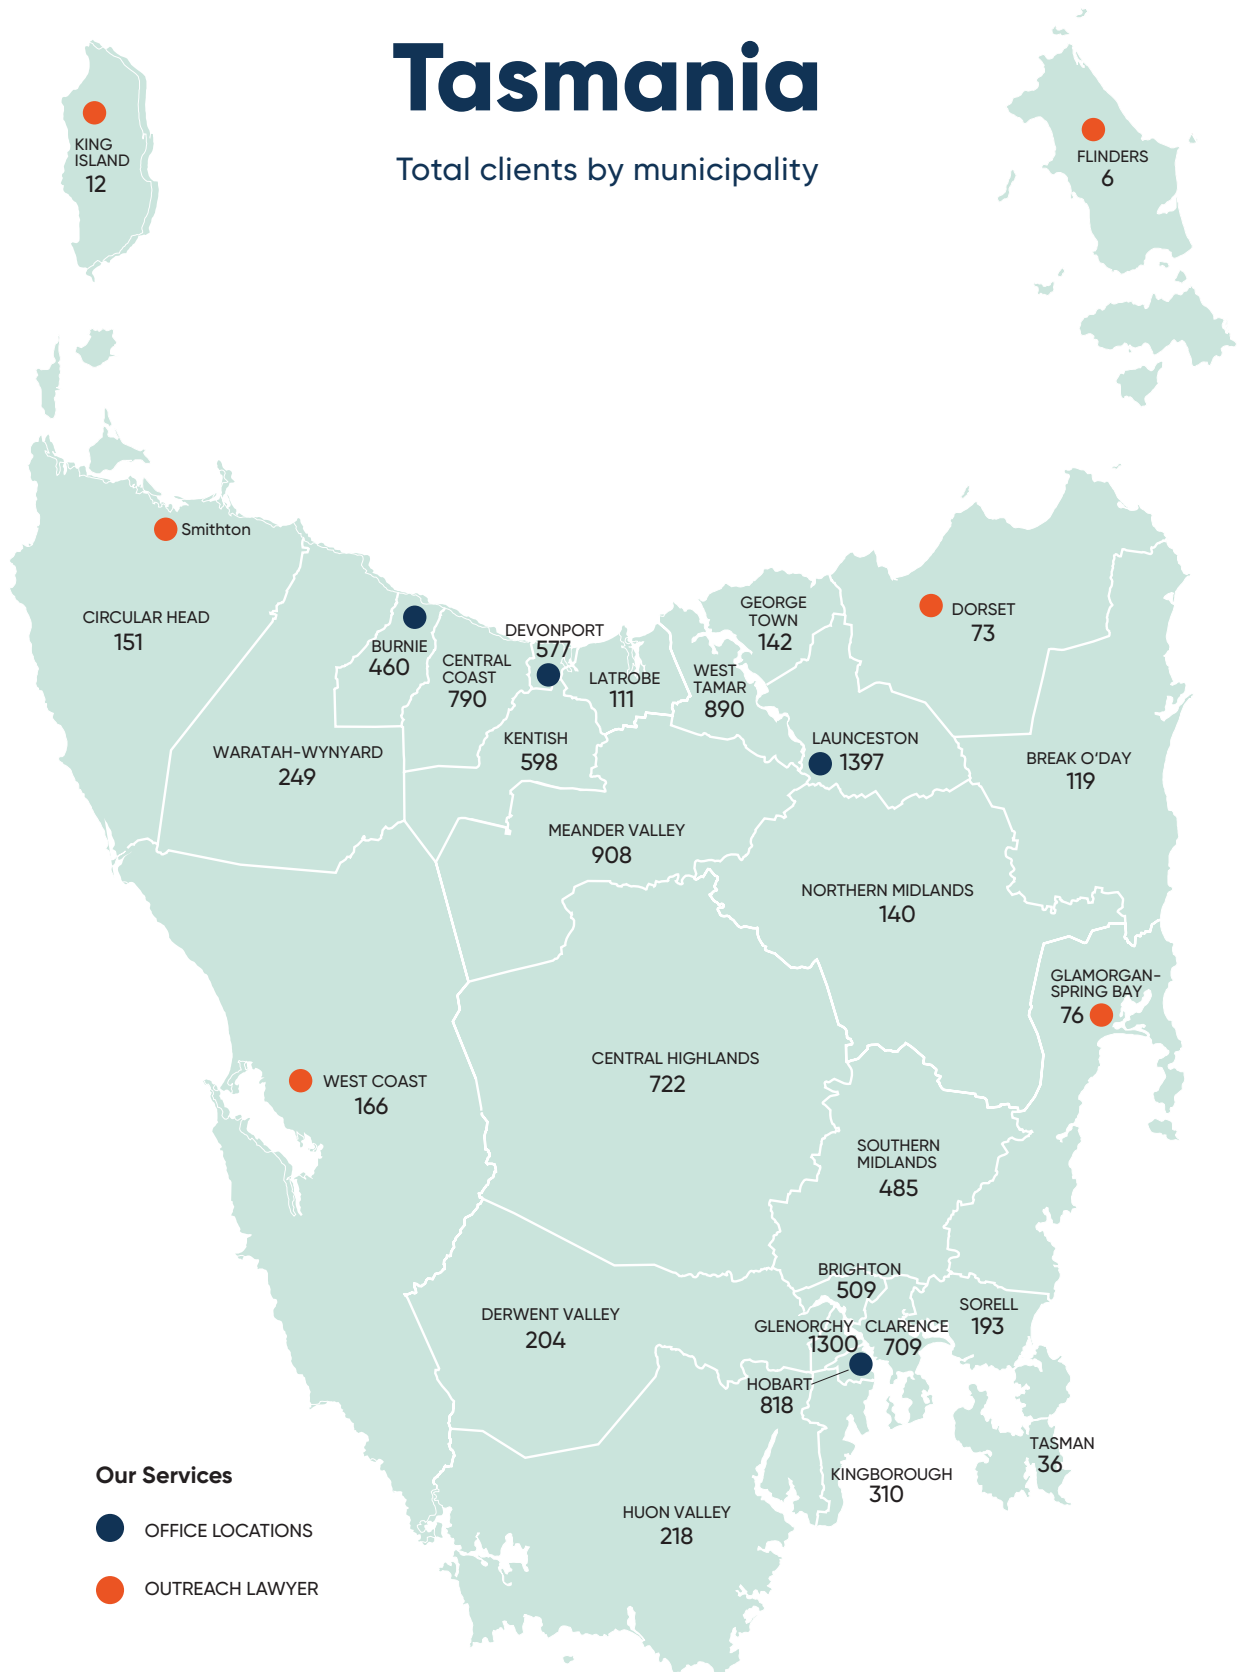 Tasmania
Total clients by municipality
KING
ISLAND
12
FLINDERS
6
Smithton
CIRCULAR HEAD
151
BURNIE
460
WARATAH-WYNYARD
249
CENTRAL
COAST
790
DEVONPORT
577
KENTISH
598
LATROBE
111
WEST
TAMAR
890
GEORGE
TOWN
142
DORSET
73
LAUNCESTON
1397
BREAK O'DAY
119
MEANDER VALLEY
908
NORTHERN MIDLANDS
140
GLAMORGAN-
SPRING BAY
76
CENTRAL HIGHLANDS
722
WEST COAST
166
SOUTHERN
MIDLANDS
485
BRIGHTON
509
DERWENT VALLEY
204
GLENORCHY
1300
CLARENCE
709
SORELL
193
HOBART
818
TASMAN
36
KINGBOROUGH
310
HUON VALLEY
218
Our Services
OFFICE LOCATIONS
OUTREACH LAWYER